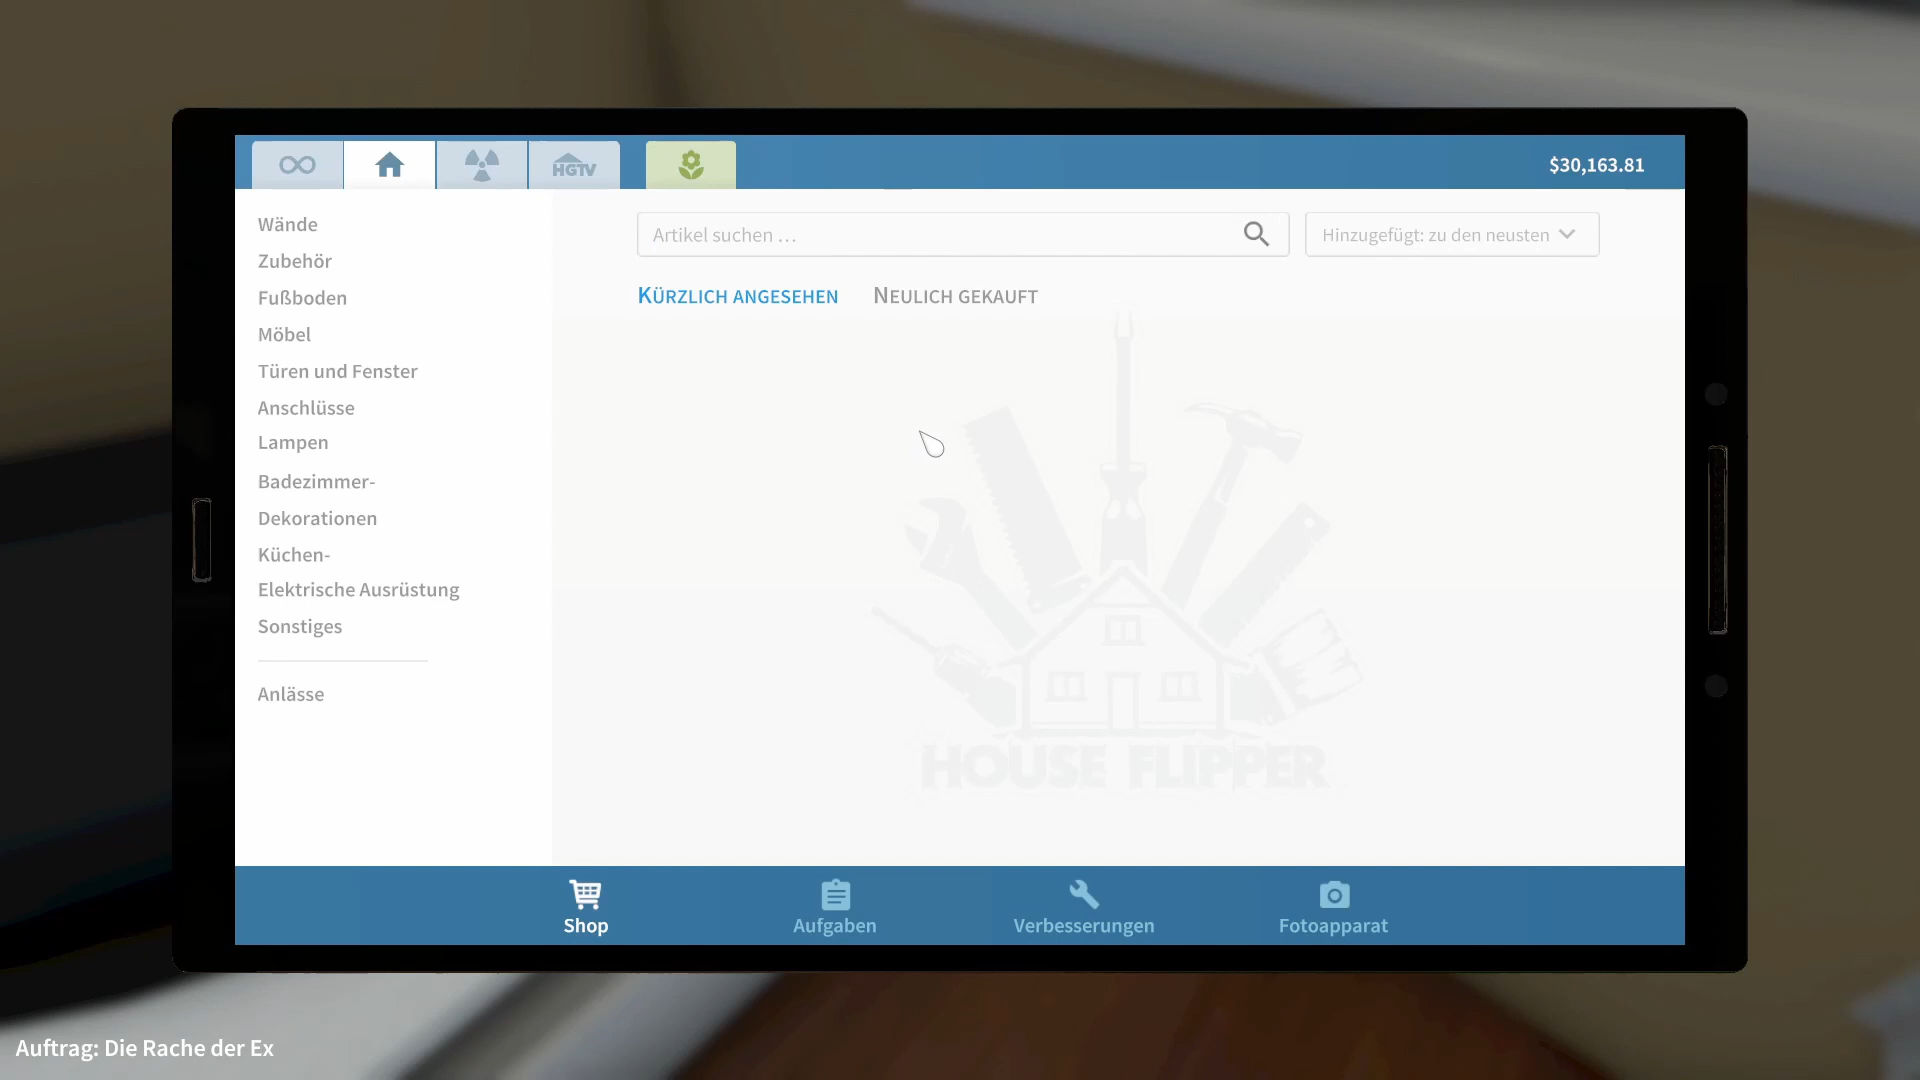 HGTV
$30,163.81
Wände
Zubehör
Fußboden
Möbel
Türen und Fenster
Anschlüsse
Lampen
Badezimmer-
Dekorationen
Küchen-
Elektrische Ausrüstung
Sonstiges
Anlässe
Artikel suchen ...
Hinzugefügt: zu den neusten
KÜRZLICH ANGESEHEN
NEULICH GEKAUFT
HOUSE FLIPPER
Shop
Aufgaben
Verbesserungen
Fotoapparat
Auftrag: Die Rache der Ex